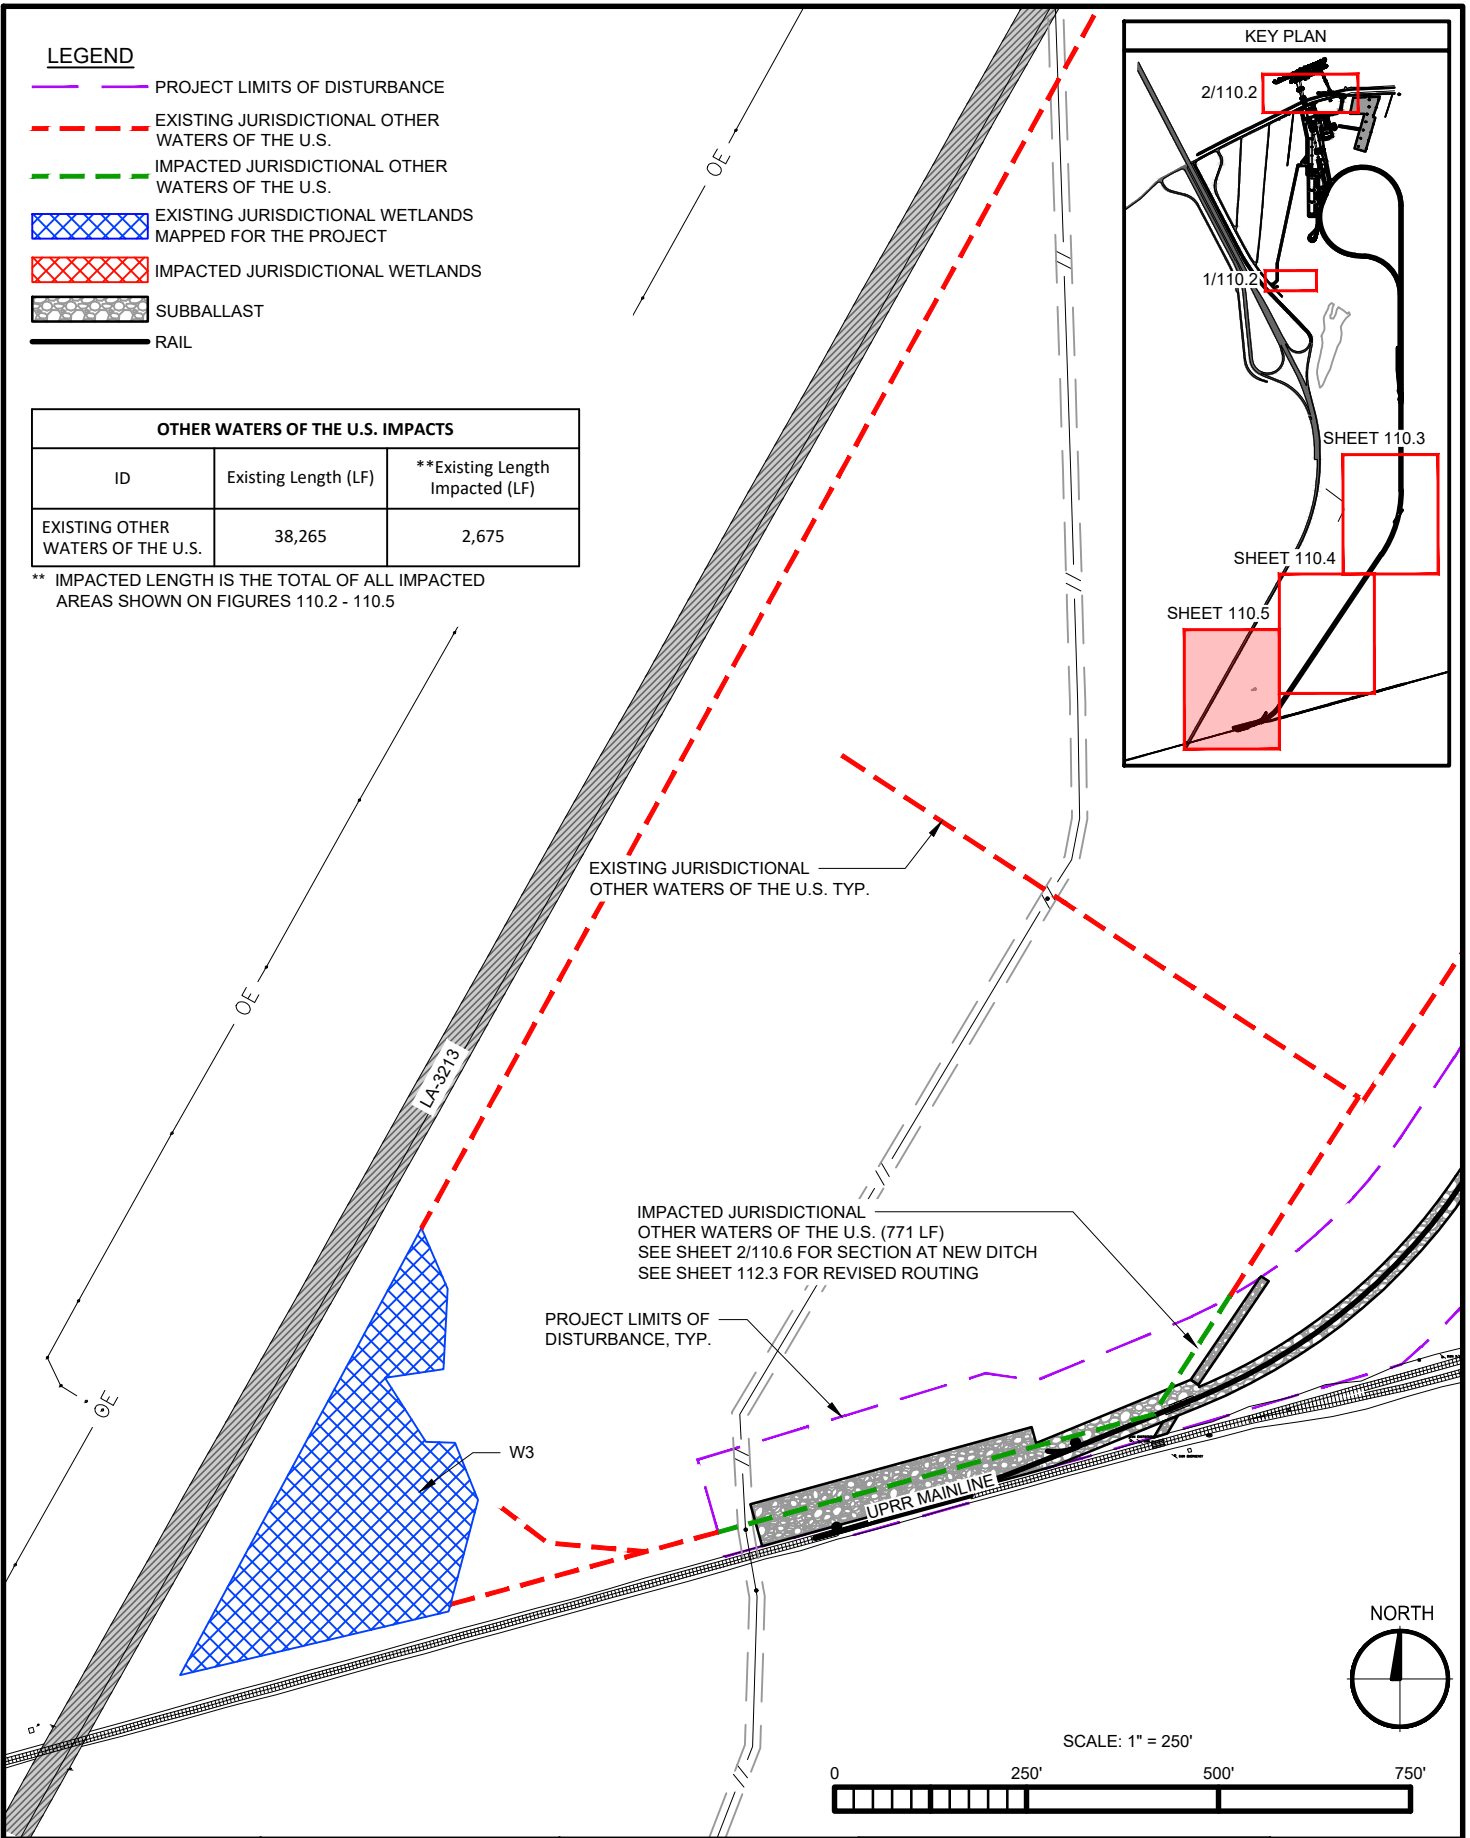 LEGEND
PROJECT LIMITS OF DISTURBANCE
EXISTING JURISDICTIONAL OTHER
WATERS OF THE U.S.
IMPACTED JURISDICTIONAL OTHER
WATERS OF THE U.S.
EXISTING JURISDICTIONAL WETLANDS
MAPPED FOR THE PROJECT
IMPACTED JURISDICTIONAL WETLANDS
SUBBALLAST
RAIL
OTHER WATERS OF THE U.S. IMPACTS
ID
Existing Length (LF)
**Existing Length
Impacted (LF)
EXISTING OTHER
WATERS OF THE U.S.
38,265
2,675
** IMPACTED LENGTH IS THE TOTAL OF ALL IMPACTED
AREAS SHOWN ON FIGURES 110.2 - 110.5
KEY PLAN
2/110.2
1/110.2
SHEET 110.3
SHEET 110.4
SHEET 110.5
OE
EXISTING JURISDICTIONAL
OTHER WATERS OF THE U.S. TYP.
OE
LA-3213
IMPACTED JURISDICTIONAL
OTHER WATERS OF THE U.S. (771 LF)
SEE SHEET 2/110.6 FOR SECTION AT NEW DITCH
SEE SHEET 112.3 FOR REVISED ROUTING
PROJECT LIMITS OF
DISTURBANCE, TYP.
OE
W3
UPRR MAINLINE
NORTH
SCALE: 1" = 250'
0
250'
500'
750'